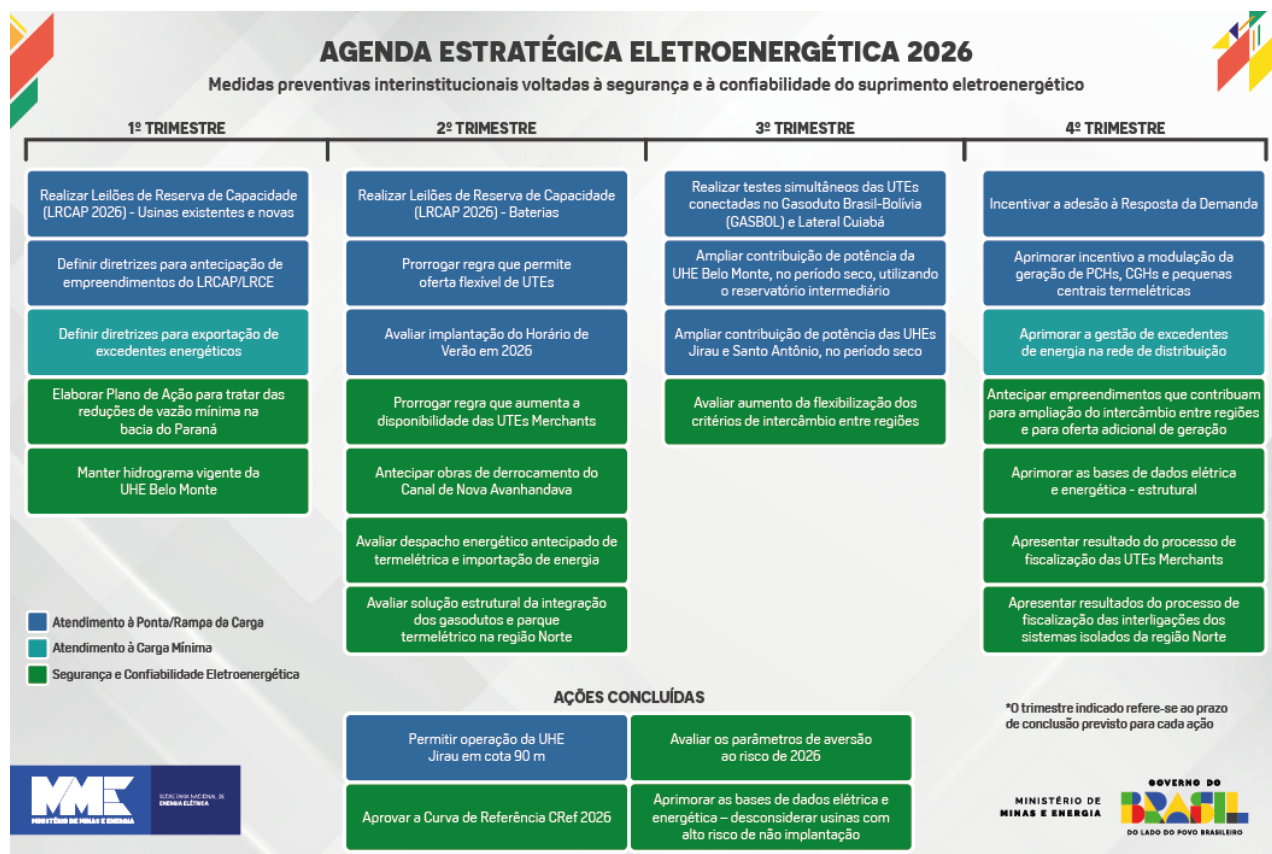 AGENDA ESTRATÉGICA ELETROENERGÉTICA 2026
Medidas preventivas interinstitucionais voltadas à segurança e à confiabilidade do suprimento eletroenergético
1º TRIMESTRE
Realizar Leilões de Reserva de Capacidade
(LRCAP 2026) - Usinas existentes e novas
Definir diretrizes para antecipação de
empreendimentos do LRCAP/LRCE
Definir diretrizes para exportação de
excedentes energéticos
Elaborar Plano de Ação para tratar das
reduções de vazão mínima na
bacia do Paraná
Manter hidrograma vigente da
UHE Belo Monte
2º TRIMESTRE
Realizar Leilões de Reserva de Capacidade
(LRCAP 2026) - Baterias
Prorrogar regra que permite
oferta flexível de UTEs
Avaliar implantação do Horário de
Verão em 2026
Prorrogar regra que aumenta a
disponibilidade das UTEs Merchants
Antecipar obras de derrocamento do
Canal de Nova Avanhandava
Avaliar despacho energético antecipado de
termelétrica e importação de energia
Avaliar solução estrutural da integração
dos gasodutos e parque
termelétrico na região Norte
3º TRIMESTRE
Realizar testes simultâneos das UTEs
conectadas no Gasoduto Brasil-Bolívia
(GASBOL) e Lateral Cuiabá
Ampliar contribuição de potência da
UHE Belo Monte, no período seco, utilizando
o reservatório intermediário
Ampliar contribuição de potência das UHEs
Jirau e Santo Antônio, no período seco
Avaliar aumento da flexibilização dos
critérios de intercâmbio entre regiões
4º TRIMESTRE
Incentivar a adesão à Resposta da Demanda
Aprimorar incentivo a modulação da
geração de PCHs, CGHs e pequenas
centrais termelétricas
Aprimorar a gestão de excedentes
de energia na rede de distribuição
Antecipar empreendimentos que contribuam
para ampliação do intercâmbio entre regiões
e para oferta adicional de geração
Aprimorar as bases de dados elétrica
e energética - estrutural
Apresentar resultado do processo de
fiscalização das UTEs Merchants
Apresentar resultados do processo de
fiscalização das interligações dos
sistemas isolados da região Norte
Atendimento à Ponta/Rampa da Carga
Atendimento à Carga Mínima
Segurança e Confiabilidade Eletroenergética
AÇÕES CONCLUÍDAS
Permitir operação da UHE
Jirau em cota 90 m
Avaliar os parâmetros de aversão
ao risco de 2026
Aprovar a Curva de Referência CRef 2026
Aprimorar as bases de dados elétrica e
energética – desconsiderar usinas com
alto risco de não implantação
*O trimestre indicado refere-se ao prazo
de conclusão previsto para cada ação
MME
MINISTÉRIO DE MINAS E ENERGIA
SECRETARIA NACIONAL DE
ENERGIA ELÉTRICA
MINISTÉRIO DE
MINAS E ENERGIA
GOVERNO DO
BRASIL
DO LADO DO POVO BRASILEIRO